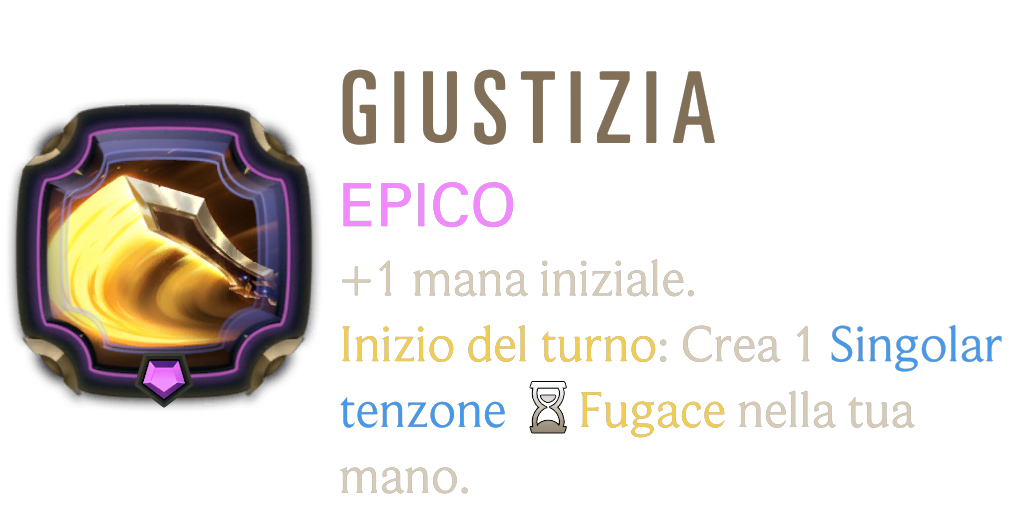 GIUSTIZIA
EPICO
+1 mana iniziale.
Inizio del turno: Crea 1 Singolar
tenzone Fugace nella tua
mano.